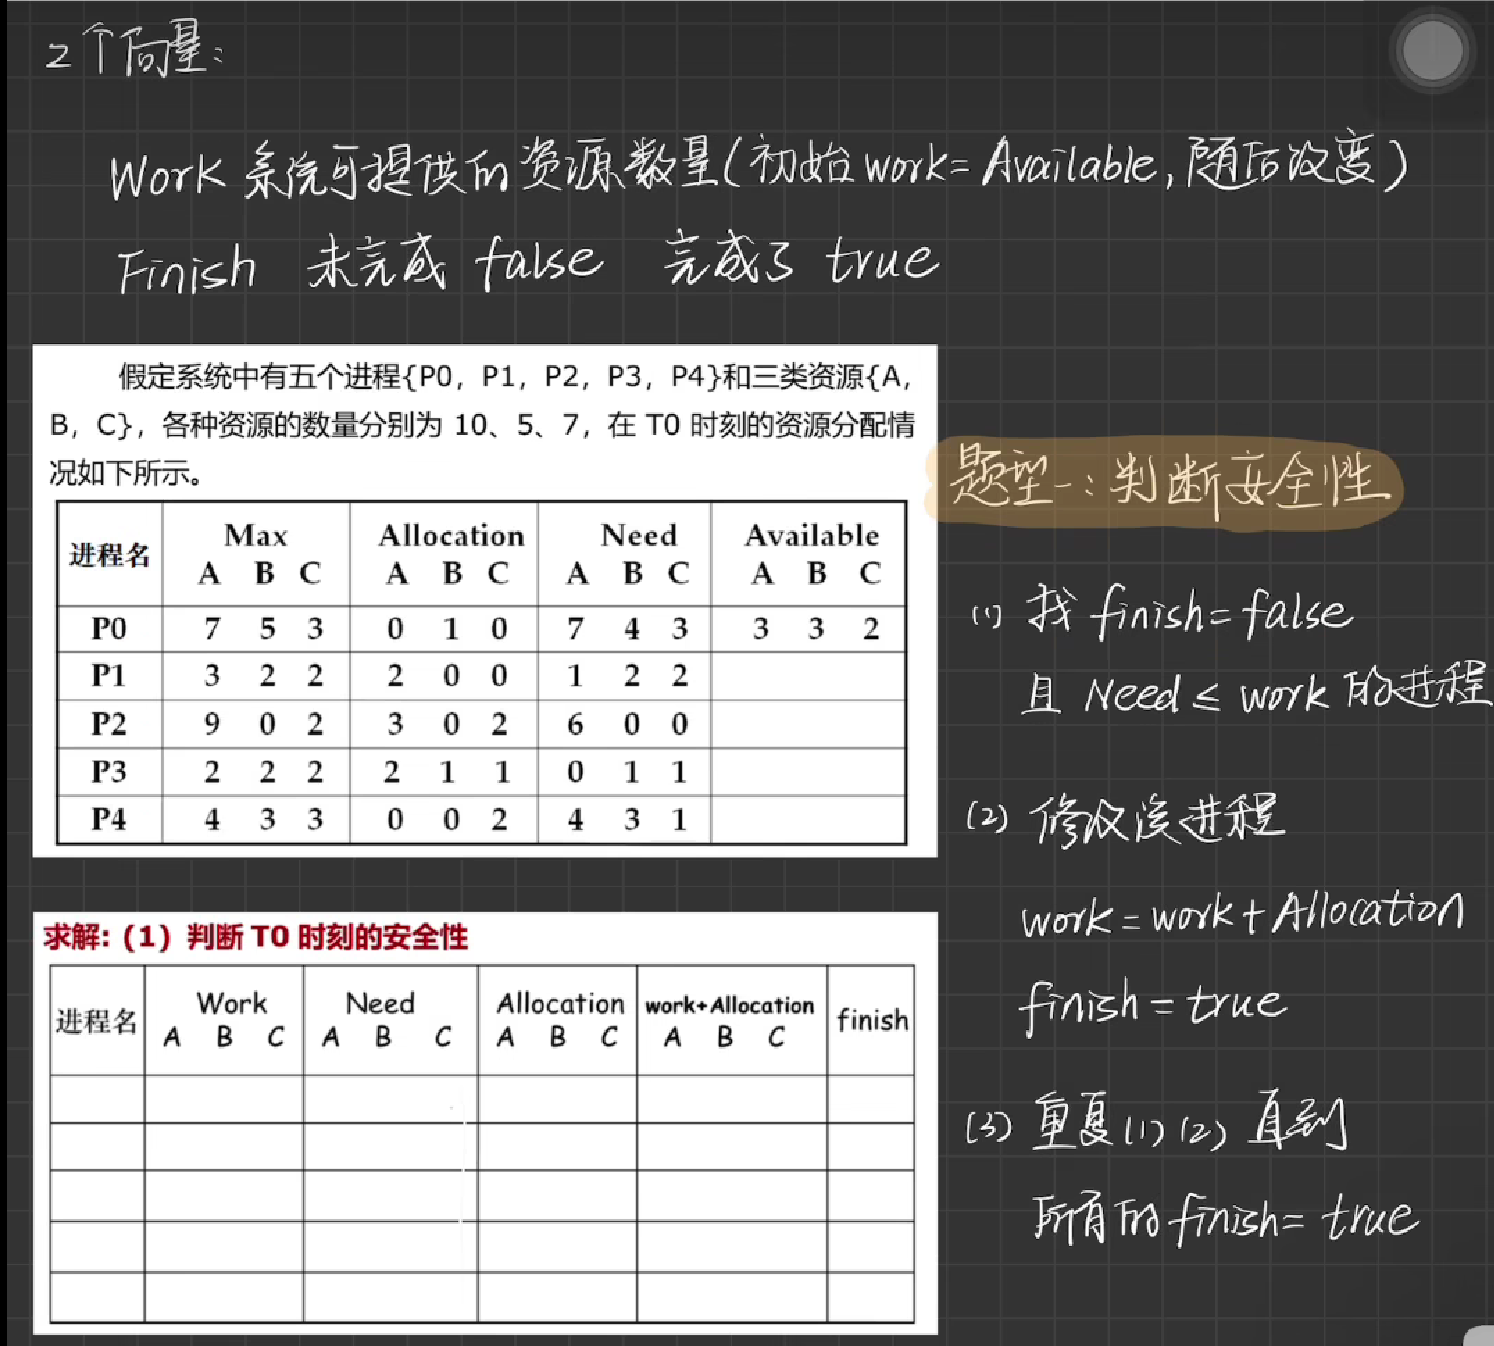 2个向量:
Work 系统可提供的资源数量(初始work=Available,随后改变)
Finish 未完成 false 完成了 true
假定系统中有五个进程{P0，P1，P2，P3，P4}和三类资源{A，
B，C}，各种资源的数量分别为 10、5、7，在 T0 时刻的资源分配情
况如下所示。
进程名 Max Allocation Need Available
A B C A B C A B C A B C
P0 7 5 3 0 1 0 7 4 3 3 3 2
P1 3 2 2 2 0 0 1 2 2
P2 9 0 2 3 0 2 6 0 0
P3 2 2 2 2 1 1 0 1 1
P4 4 3 3 0 0 2 4 3 1
求解:（1）判断 T0 时刻的安全性
进程名 Work Need Allocation work+Allocation finish
A B C A B C A B C A B C
题型一:判断安全性
(1) 找 finish=false
且 Need≤work 的进程
(2) 修改该进程
work=work+Allocation
finish=true
(3) 重复(1)(2) 直到
所有的finish=true